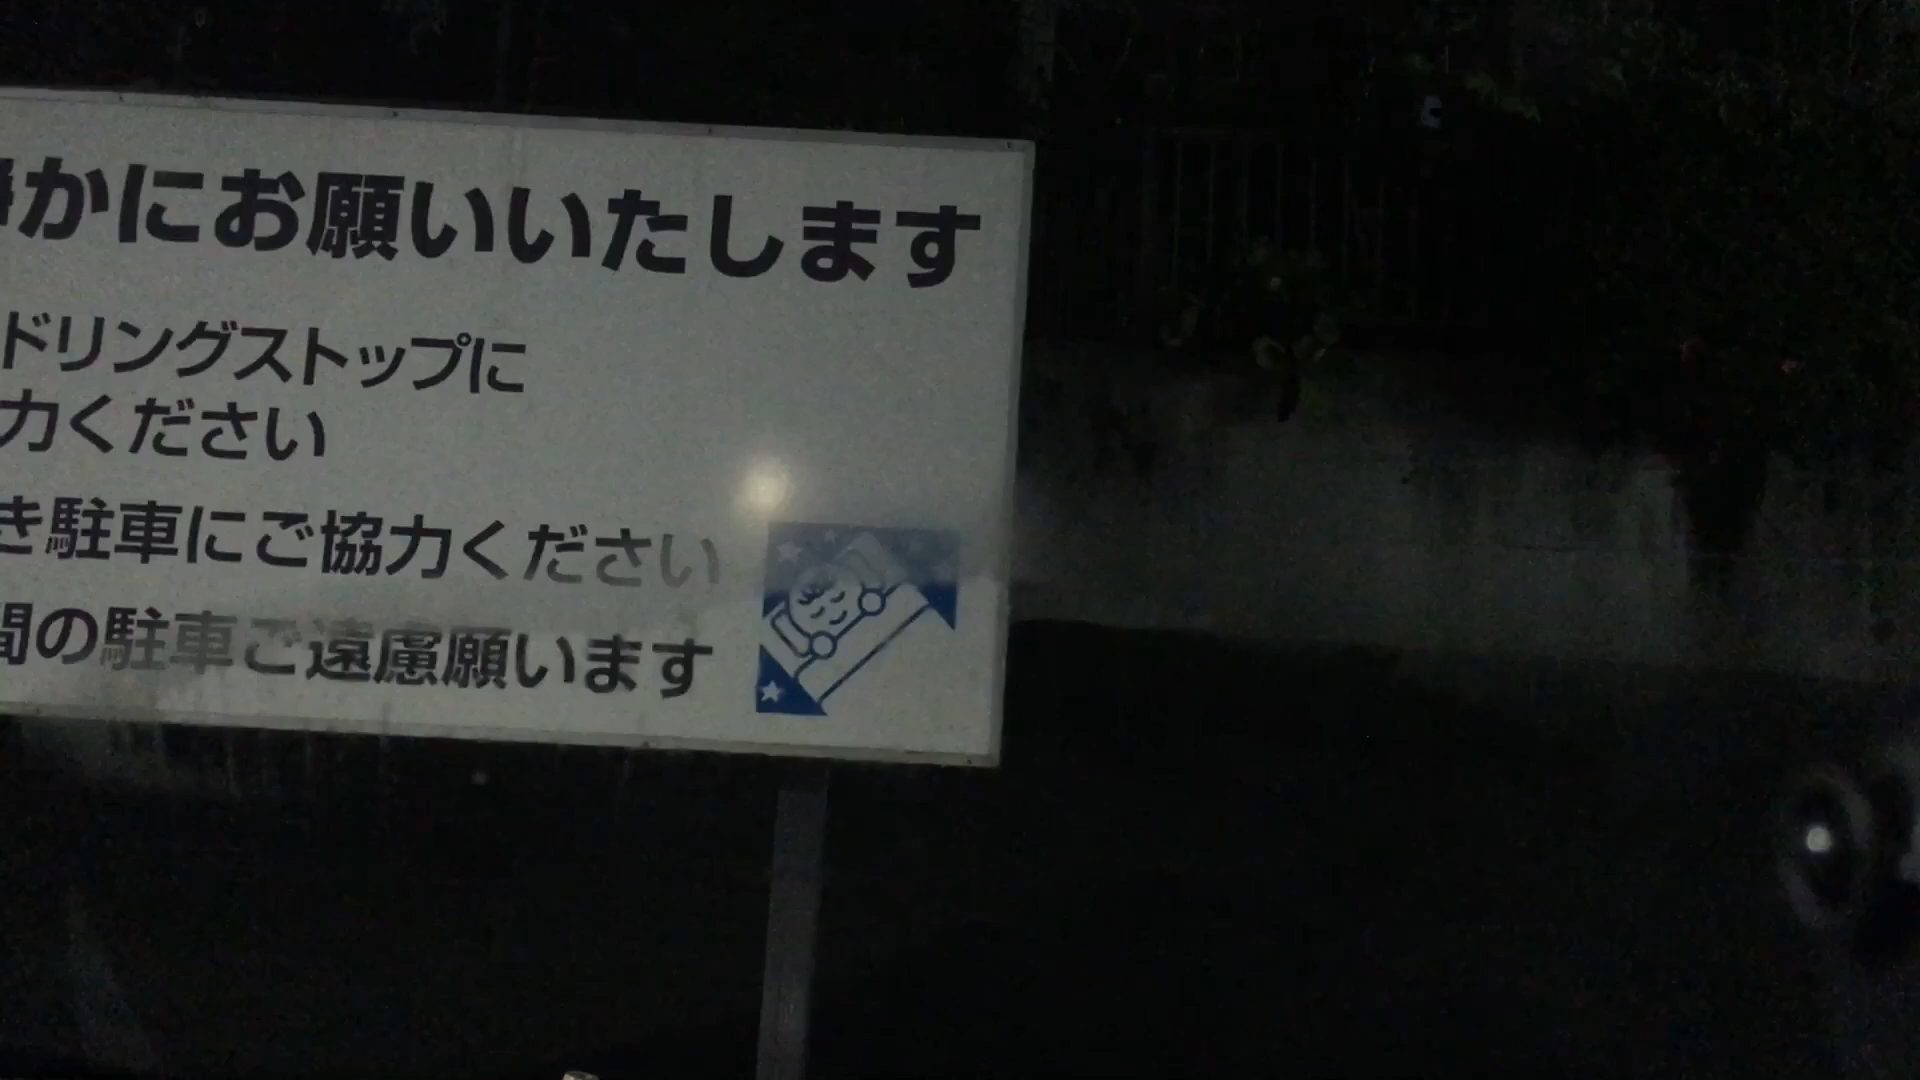 静かにお願いいたします
ドリングストップに
力ください
き駐車にご協力ください
間の駐車ご遠慮願います